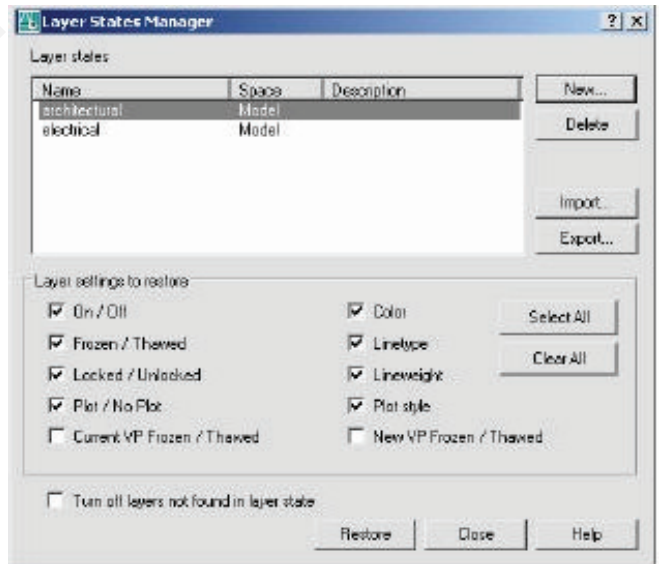 Layer States Manager
Layer states
Name Space Description
architectural Model
electrical Model
New...
Delete
Import...
Export...
Layer settings to restore
On / Off
Frozen / Thawed
Locked / Unlocked
Plot / No Plot
Current VP Frozen / Thawed
Color
Linetype
Lineweight
Plot style
New VP Frozen / Thawed
Select All
Clear All
Turn off layers not found in layer state
Restore Close Help